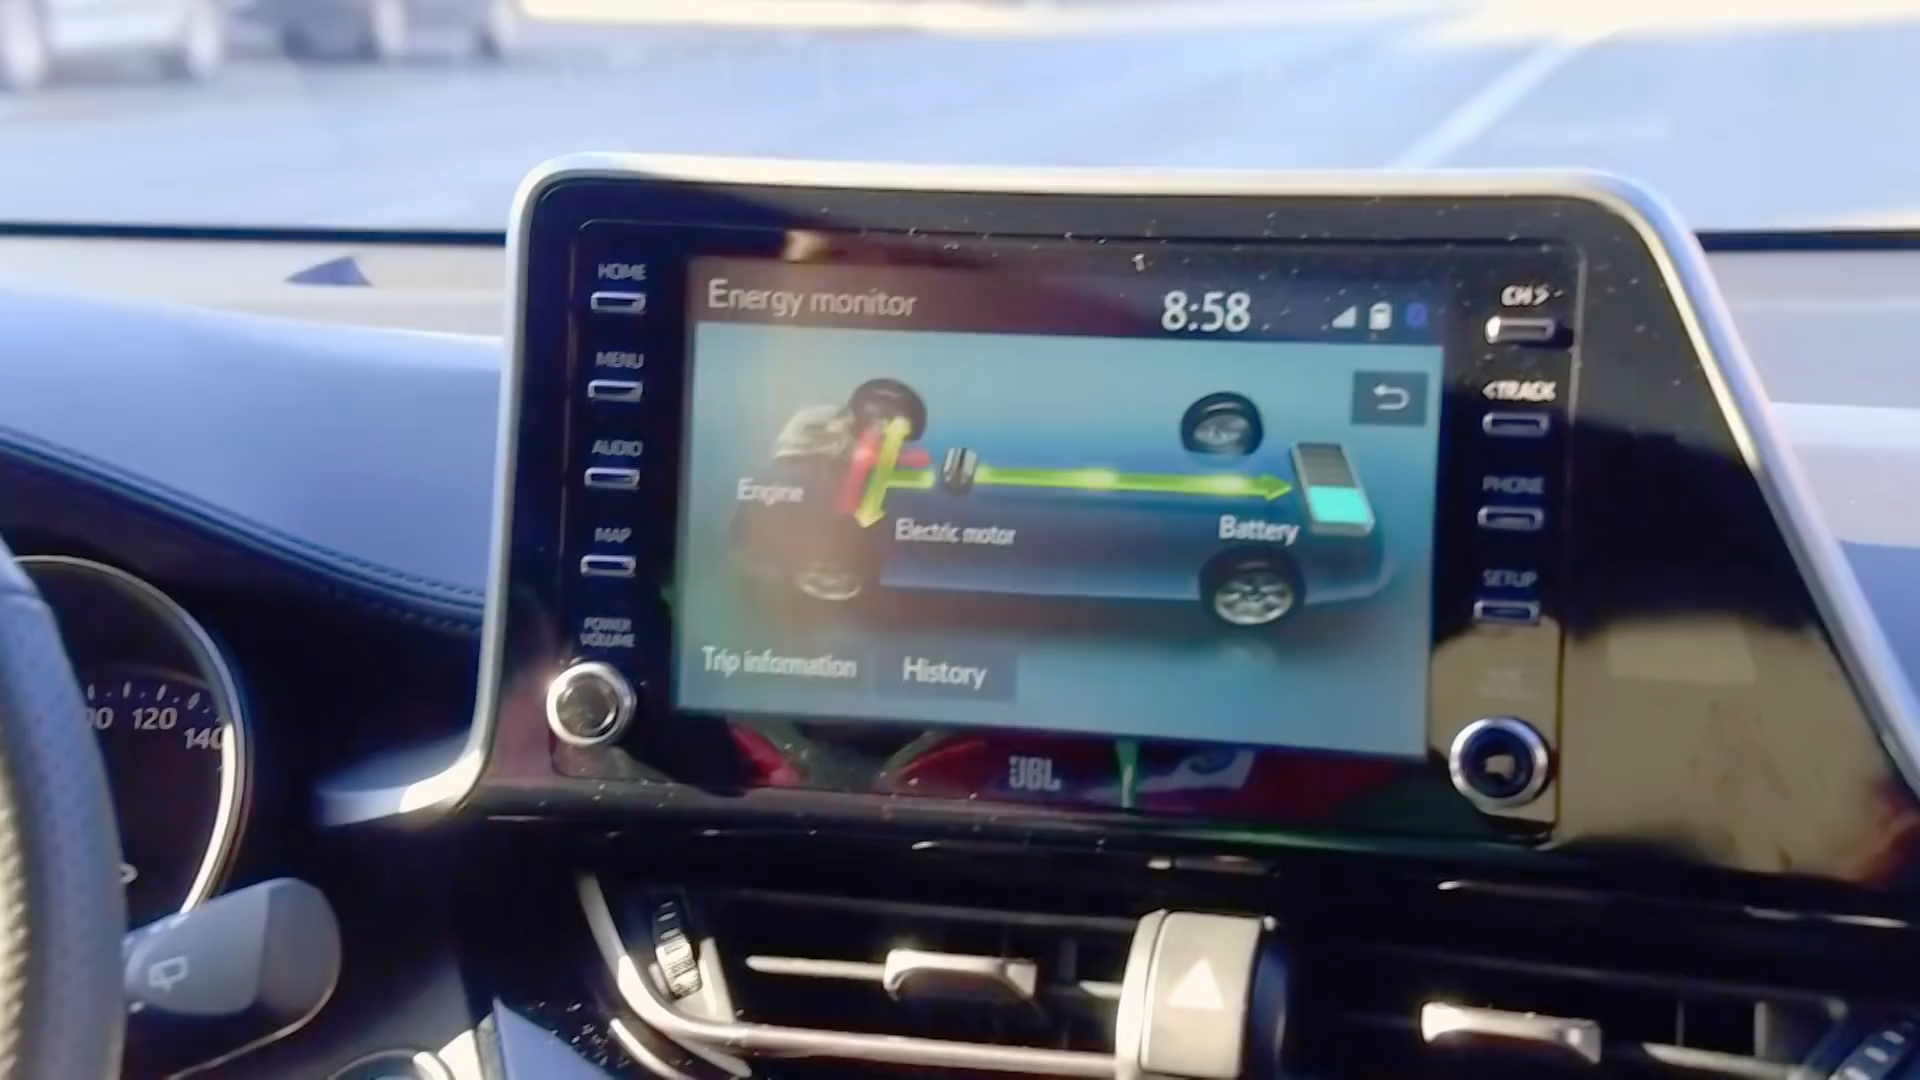 HOME
MENU
AUDIO
MAP
POWER
VOLUME
Energy monitor
8:58
Engine
Electric motor
Battery
Trip information
History
CH >
<TRACK
PHONE
SETUP
JBL
120
140